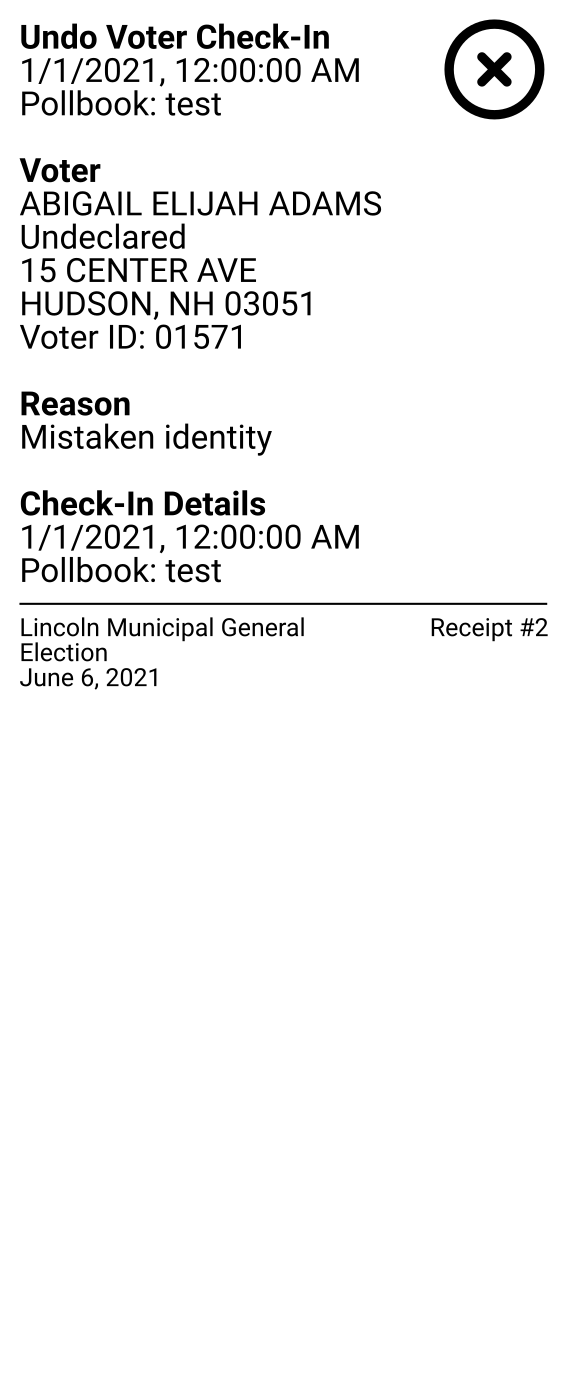 Undo Voter Check-In
1/1/2021, 12:00:00 AM
Pollbook: test
Voter
ABIGAIL ELIJAH ADAMS
Undeclared
15 CENTER AVE
HUDSON, NH 03051
Voter ID: 01571
Reason
Mistaken identity
Check-In Details
1/1/2021, 12:00:00 AM
Pollbook: test
Lincoln Municipal General
Election
June 6, 2021
Receipt #2